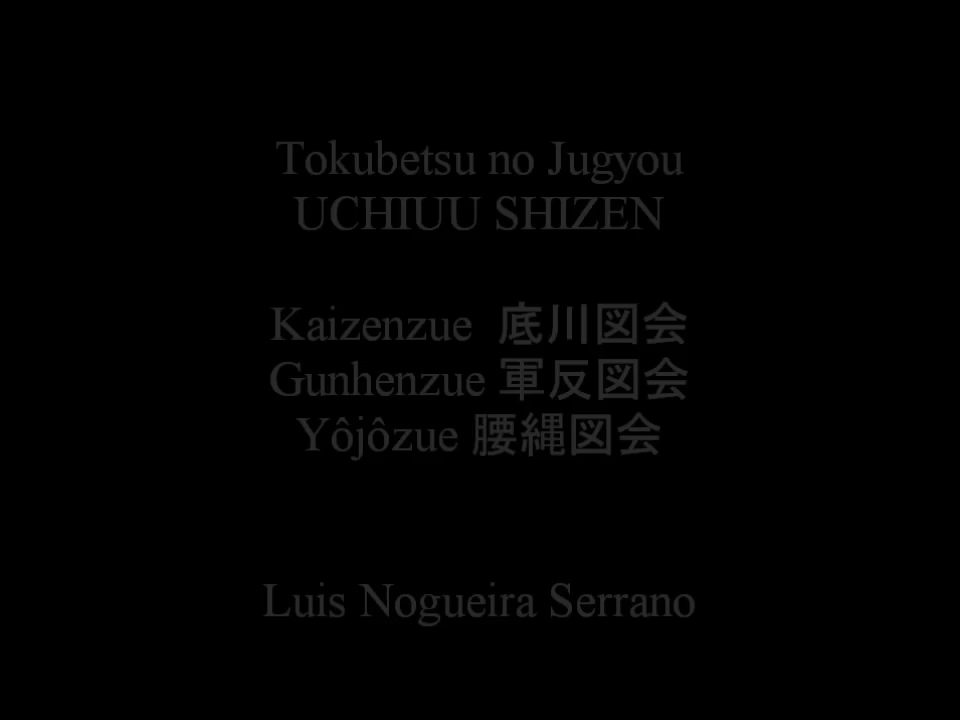 Tokubetsu no Jugyou
UCHIUU SHIZEN
Kaizenzue 底川図会
Gunhenzue 軍反図会
Yôjôzue 腰縄図会
Luis Nogueira Serrano